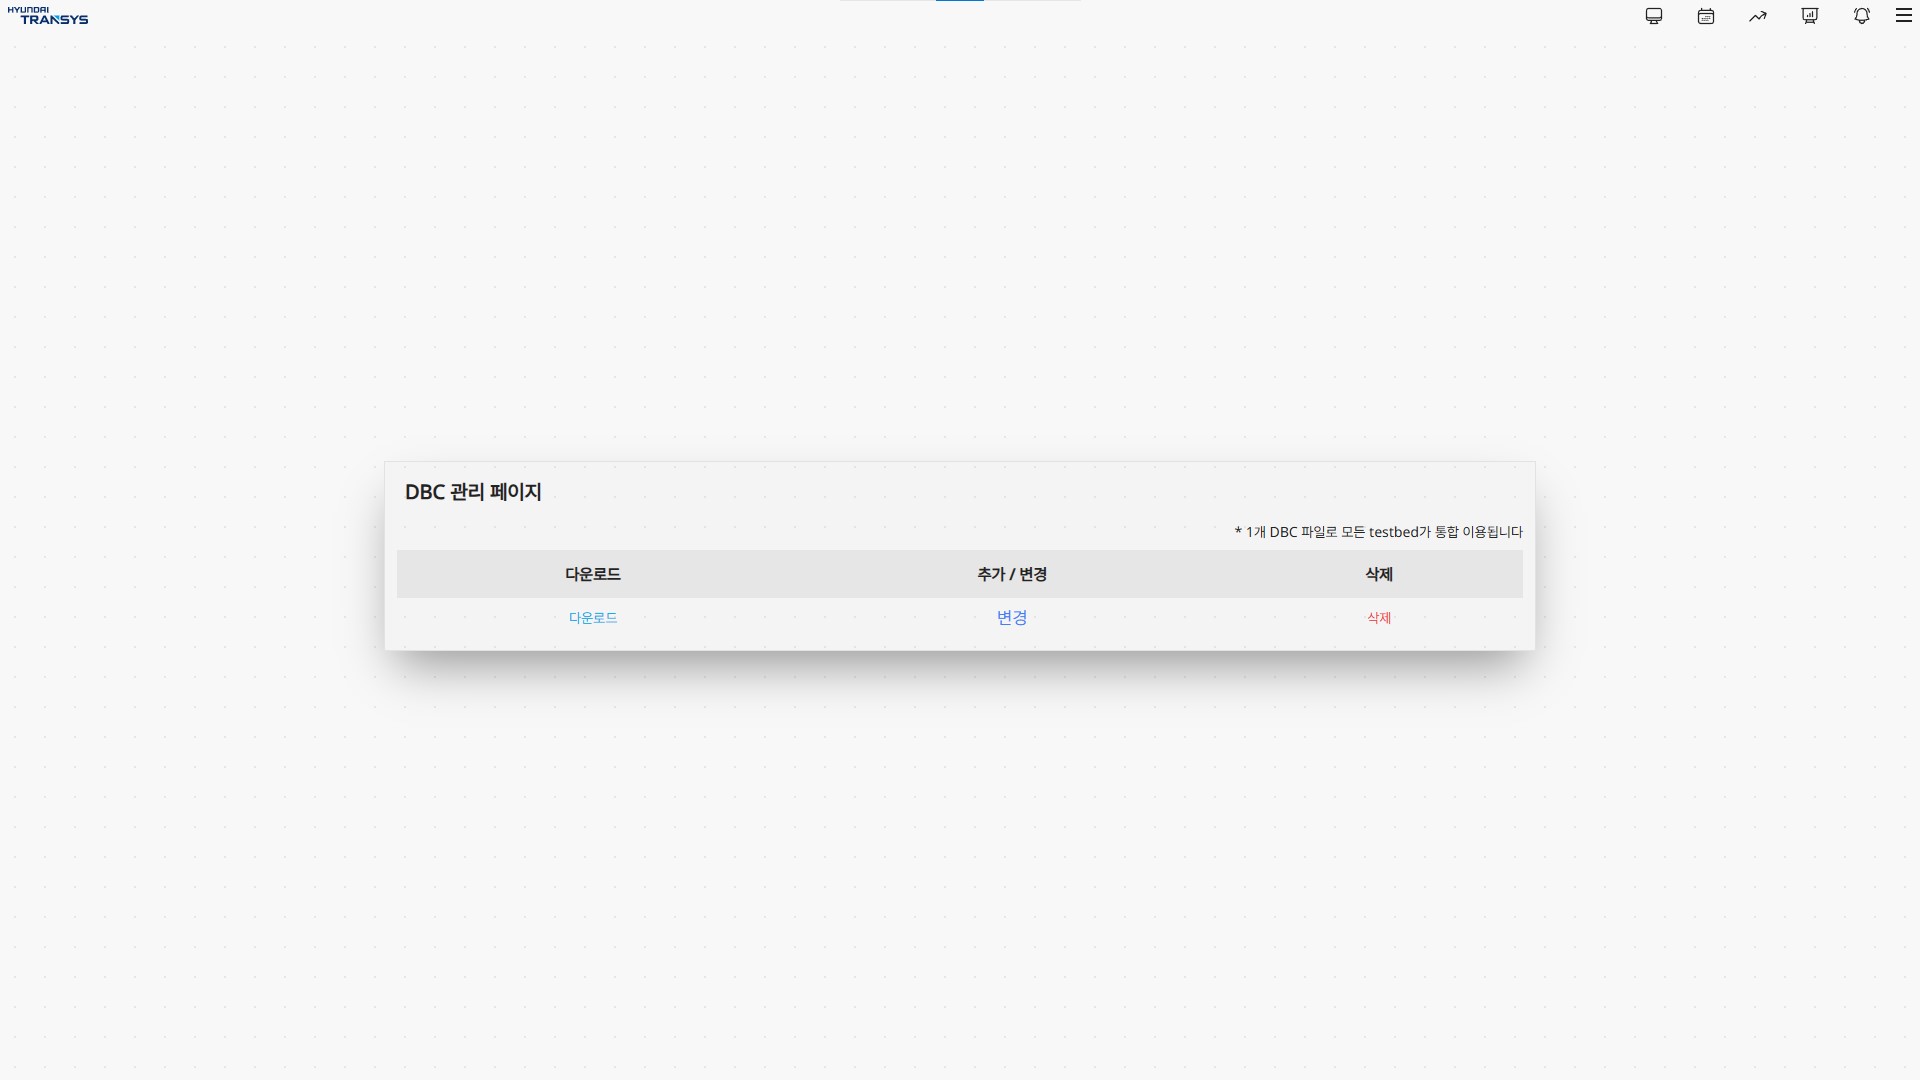 HYUNDAI
TRANSYS
DBC 관리 페이지
* 1개 DBC 파일로 모든 testbed가 통합 이용됩니다
다운로드 추가 / 변경 삭제
다운로드 변경 삭제